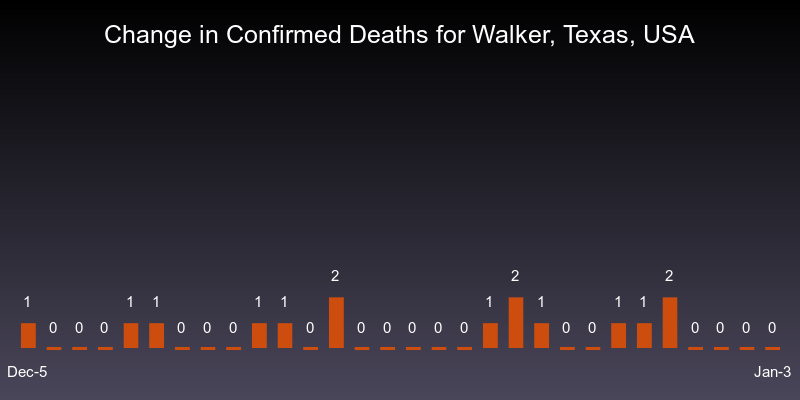 Change in Confirmed Deaths for Walker, Texas, USA
1 0 0 0 1 1 0 0 0 1 1 0 2 0 0 0 0 0 1 2 1 0 0 1 1 2 0 0 0 0
Dec-5 Jan-3